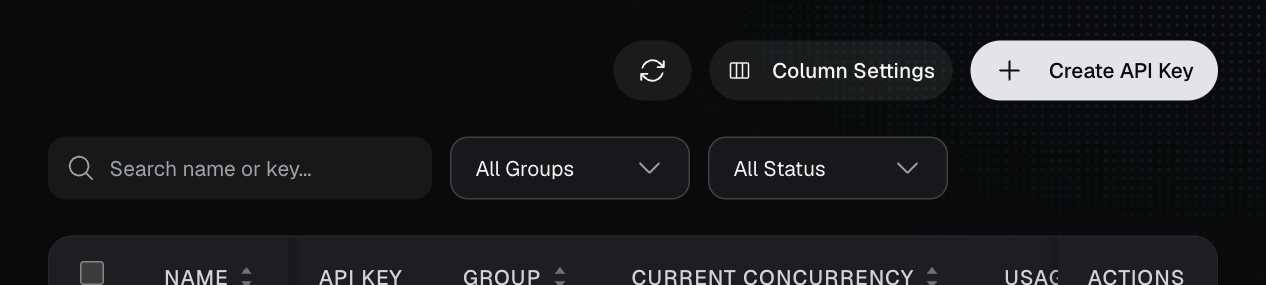 Column Settings
Create API Key
Search name or key...
All Groups
All Status
NAME
API KEY
GROUP
CURRENT CONCURRENCY
ACTIONS